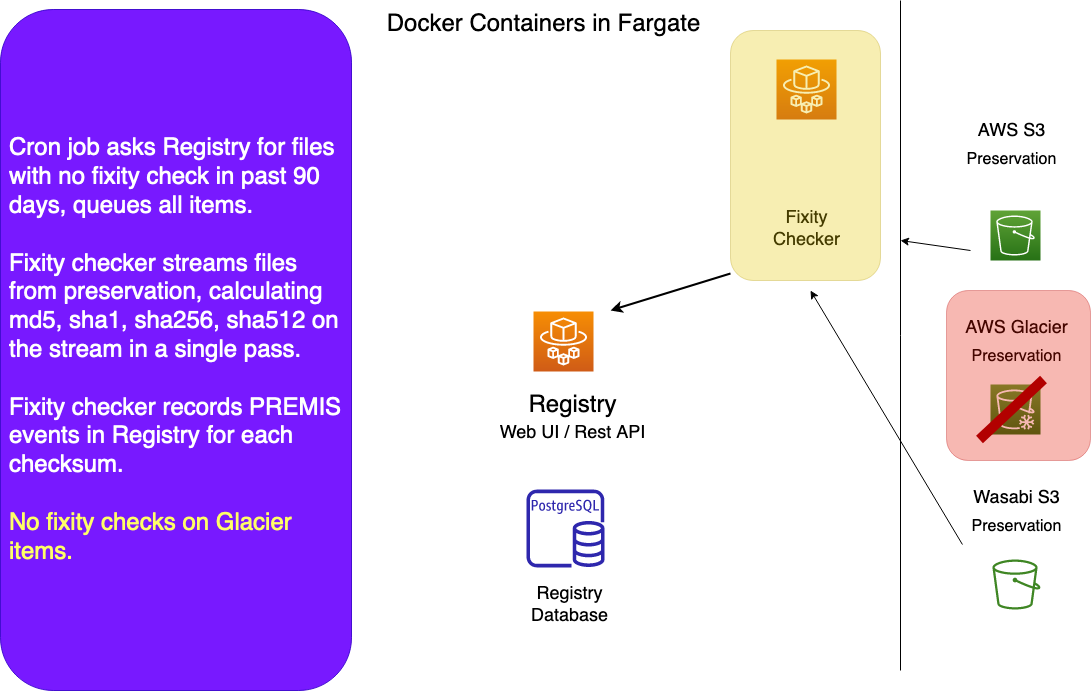 Docker Containers in Fargate
Cron job asks Registry for files
with no fixity check in past 90
days, queues all items.
Fixity checker streams files
from preservation, calculating
md5, sha1, sha256, sha512 on
the stream in a single pass.
Fixity checker records PREMIS
events in Registry for each
checksum.
No fixity checks on Glacier
items.
Fixity
Checker
Registry
Web UI / Rest API
PostgreSQL
Registry
Database
AWS S3
Preservation
AWS Glacier
Preservation
Wasabi S3
Preservation